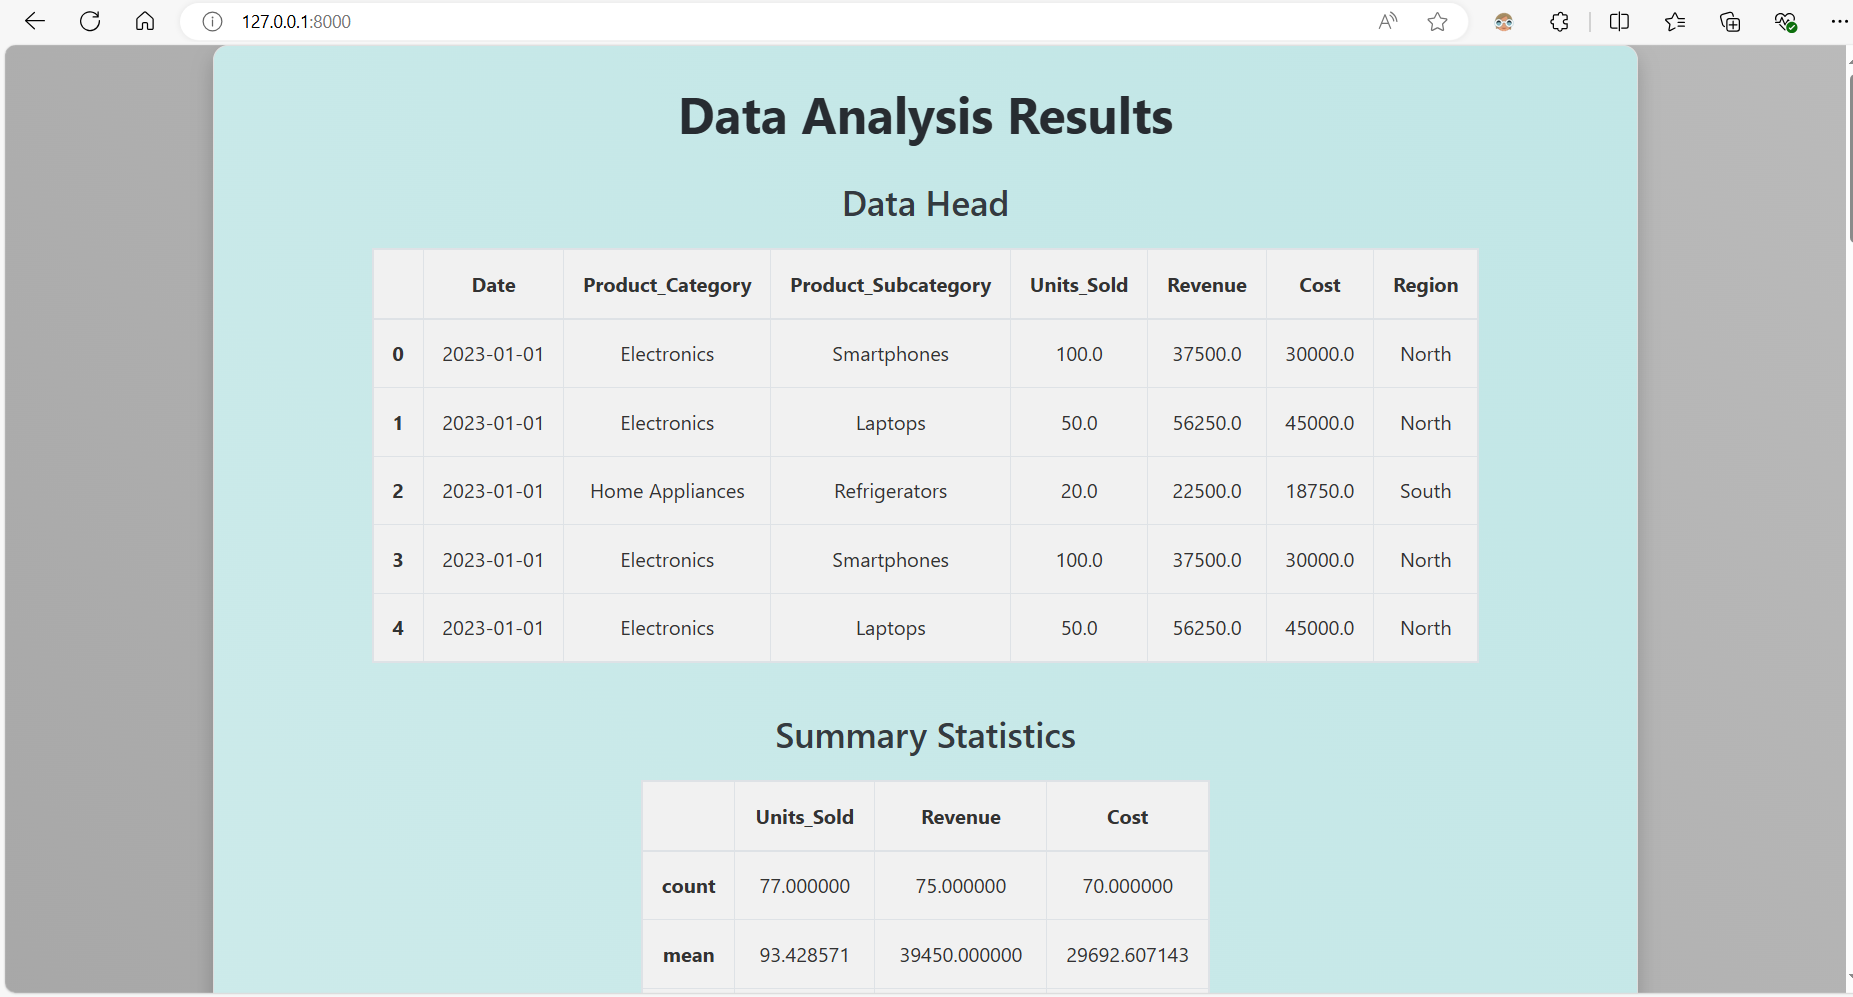 127.0.0.1:8000
Data Analysis Results
Data Head
Date Product_Category Product_Subcategory Units_Sold Revenue Cost Region
0 2023-01-01 Electronics Smartphones 100.0 37500.0 30000.0 North
1 2023-01-01 Electronics Laptops 50.0 56250.0 45000.0 North
2 2023-01-01 Home Appliances Refrigerators 20.0 22500.0 18750.0 South
3 2023-01-01 Electronics Smartphones 100.0 37500.0 30000.0 North
4 2023-01-01 Electronics Laptops 50.0 56250.0 45000.0 North
Summary Statistics
Units_Sold Revenue Cost
count 77.000000 75.000000 70.000000
mean 93.428571 39450.000000 29692.607143